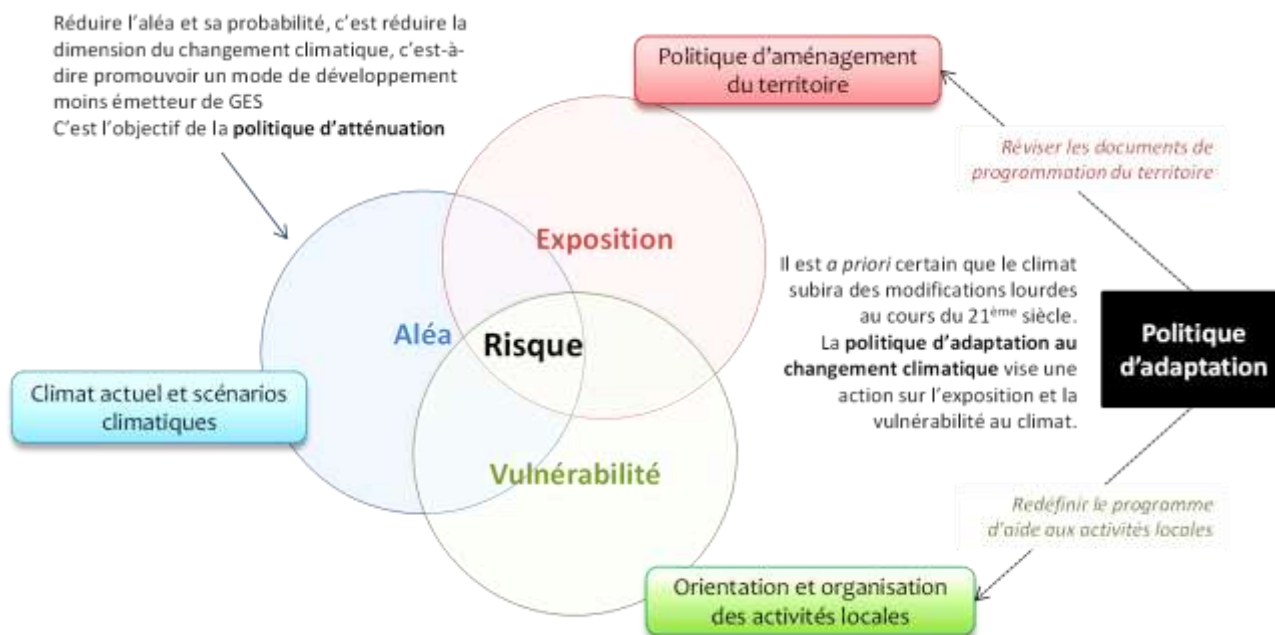 Réduire l'aléa et sa probabilité, c'est réduire la
dimension du changement climatique, c'est-à-
dire promouvoir un mode de développement
moins émetteur de GES
C'est l'objectif de la politique d'atténuation
Politique d'aménagement
du territoire
Réviser les documents de
programmation du territoire
Exposition
Il est a priori certain que le climat
subira des modifications lourdes
au cours du 21ème siècle.
La politique d'adaptation au
changement climatique vise une
action sur l'exposition et la
vulnérabilité au climat.
Politique
d'adaptation
Aléa
Risque
Climat actuel et scénarios
climatiques
Vulnérabilité
Redéfinir le programme
d'aide aux activités locales
Orientation et organisation
des activités locales